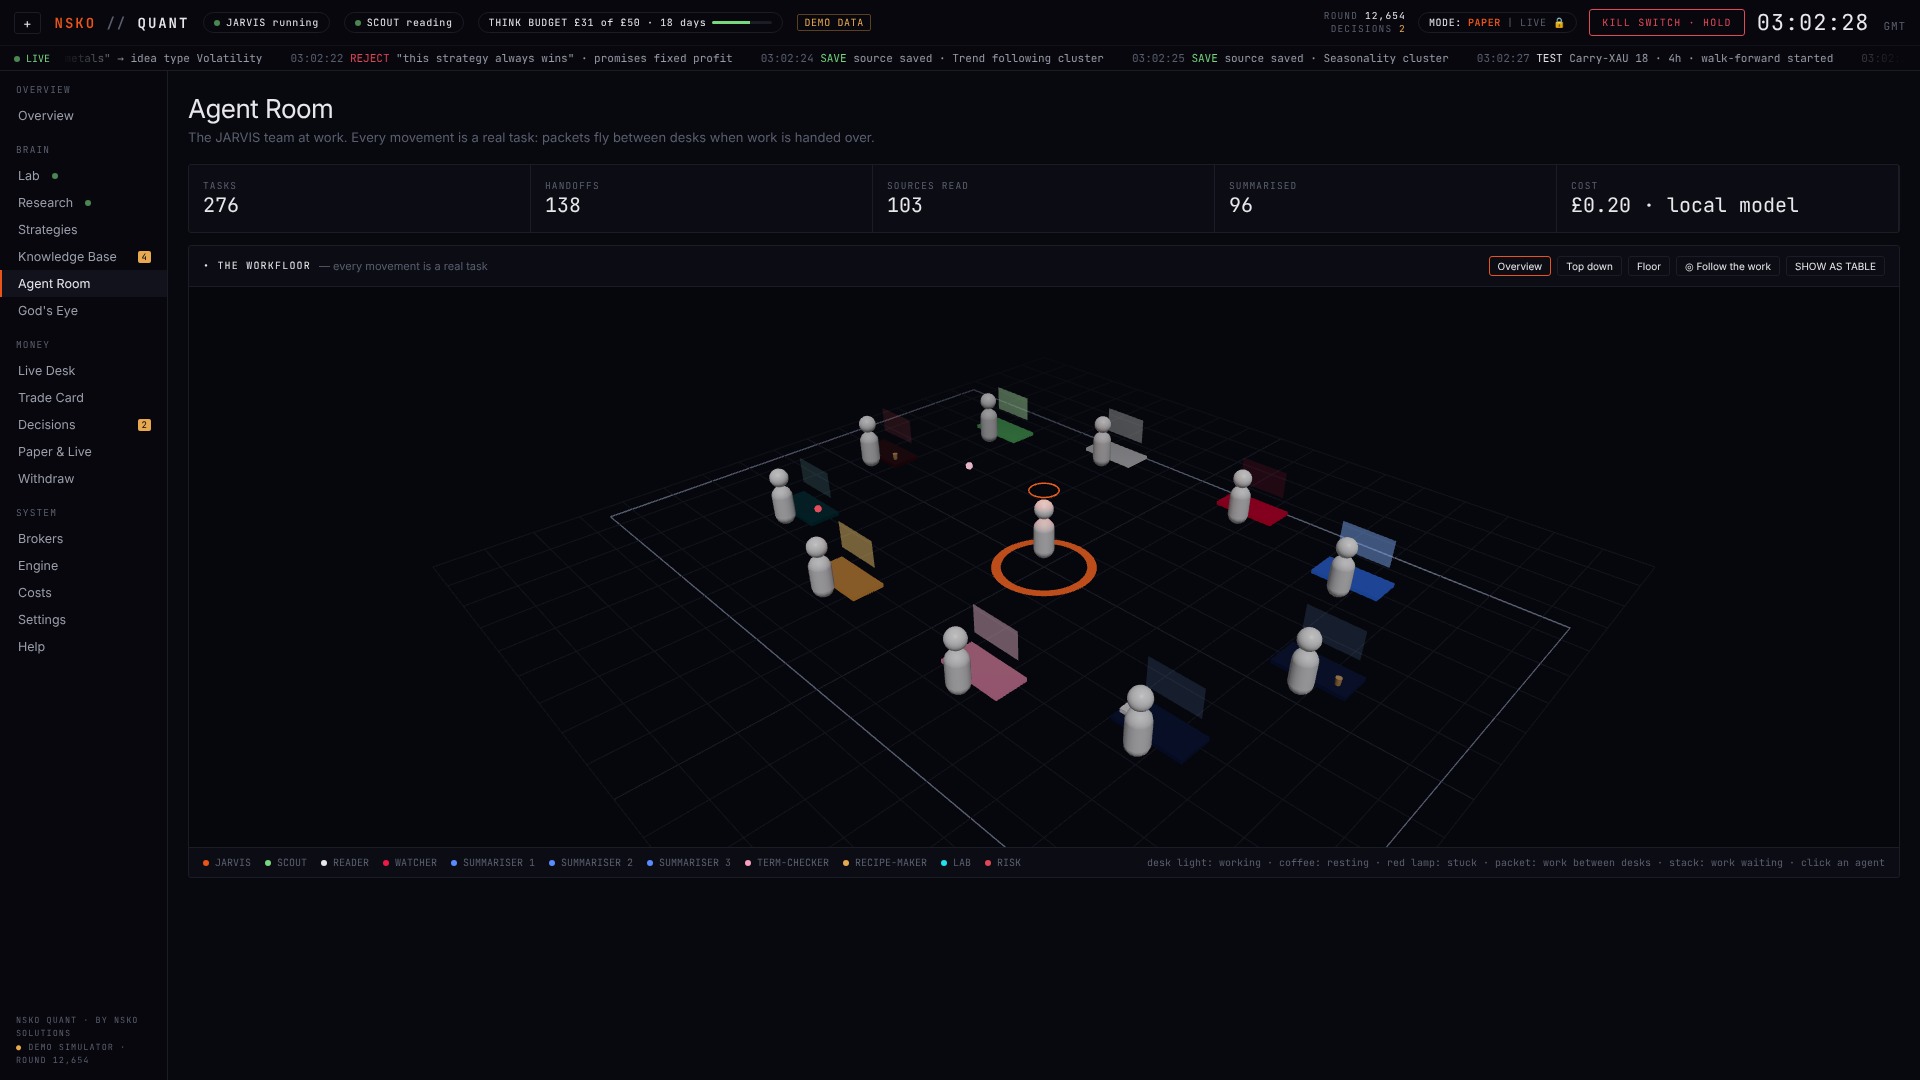 + NSKO // QUANT JARVIS running SCOUT reading THINK BUDGET £31 of £50 · 18 days DEMO DATA ROUND 12,654 DECISIONS 2 MODE: PAPER | LIVE KILL SWITCH · HOLD 03:02:28 GMT
LIVE etals" → idea type Volatility 03:02:22 REJECT "this strategy always wins" · promises fixed profit 03:02:24 SAVE source saved · Trend following cluster 03:02:25 SAVE source saved · Seasonality cluster 03:02:27 TEST Carry-XAU 18 · 4h · walk-forward started 03:02:
OVERVIEW
Overview
BRAIN
Lab
Research
Strategies
Knowledge Base 4
Agent Room
God's Eye
MONEY
Live Desk
Trade Card
Decisions 2
Paper & Live
Withdraw
SYSTEM
Brokers
Engine
Costs
Settings
Help
NSKO QUANT · BY NSKO
SOLUTIONS
DEMO SIMULATOR ·
ROUND 12,654
Agent Room
The JARVIS team at work. Every movement is a real task: packets fly between desks when work is handed over.
TASKS
276
HANDOFFS
138
SOURCES READ
103
SUMMARISED
96
COST
£0.20 · local model
· THE WORKFLOOR — every movement is a real task
Overview Top down Floor ◎ Follow the work SHOW AS TABLE
JARVIS SCOUT READER WATCHER SUMMARISER 1 SUMMARISER 2 SUMMARISER 3 TERM-CHECKER RECIPE-MAKER LAB RISK
desk light: working · coffee: resting · red lamp: stuck · packet: work between desks · stack: work waiting · click an agent